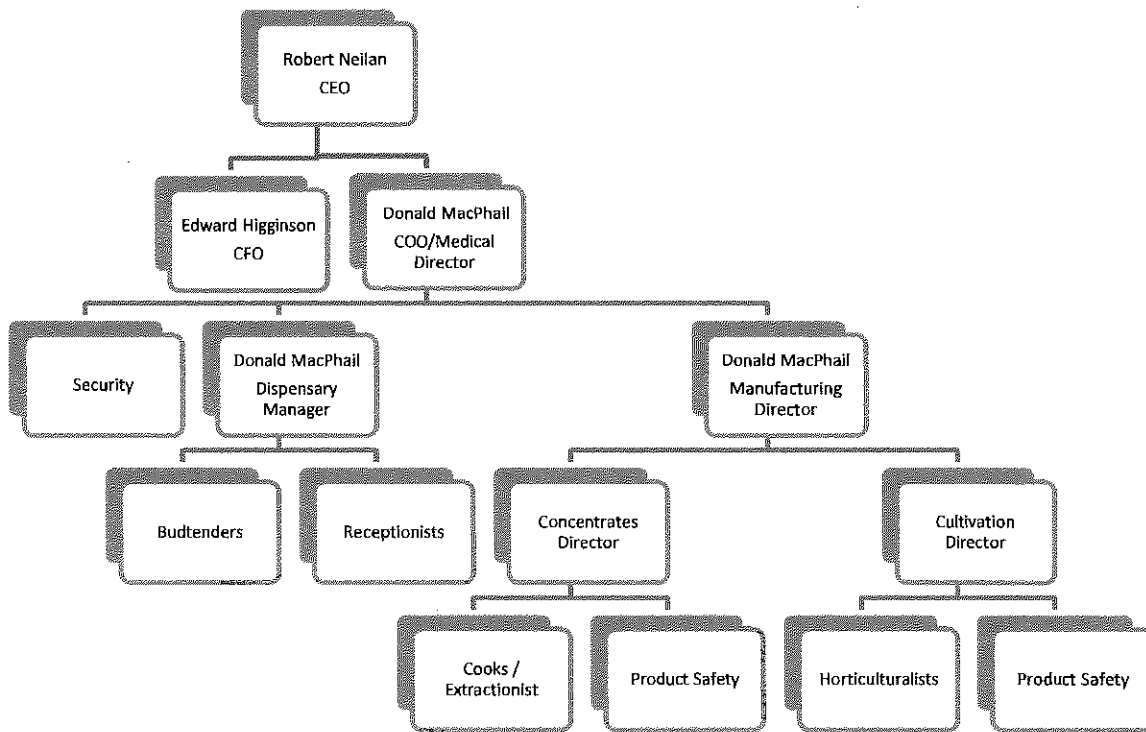 Robert Neilan
CEO
Edward Higginson
CFO
Donald MacPhail
COO/Medical
Director
Security
Donald MacPhail
Dispensary
Manager
Donald MacPhail
Manufacturing
Director
Budtenders
Receptionists
Concentrates
Director
Cultivation
Director
Cooks /
Extractionist
Product Safety
Horticulturalists
Product Safety